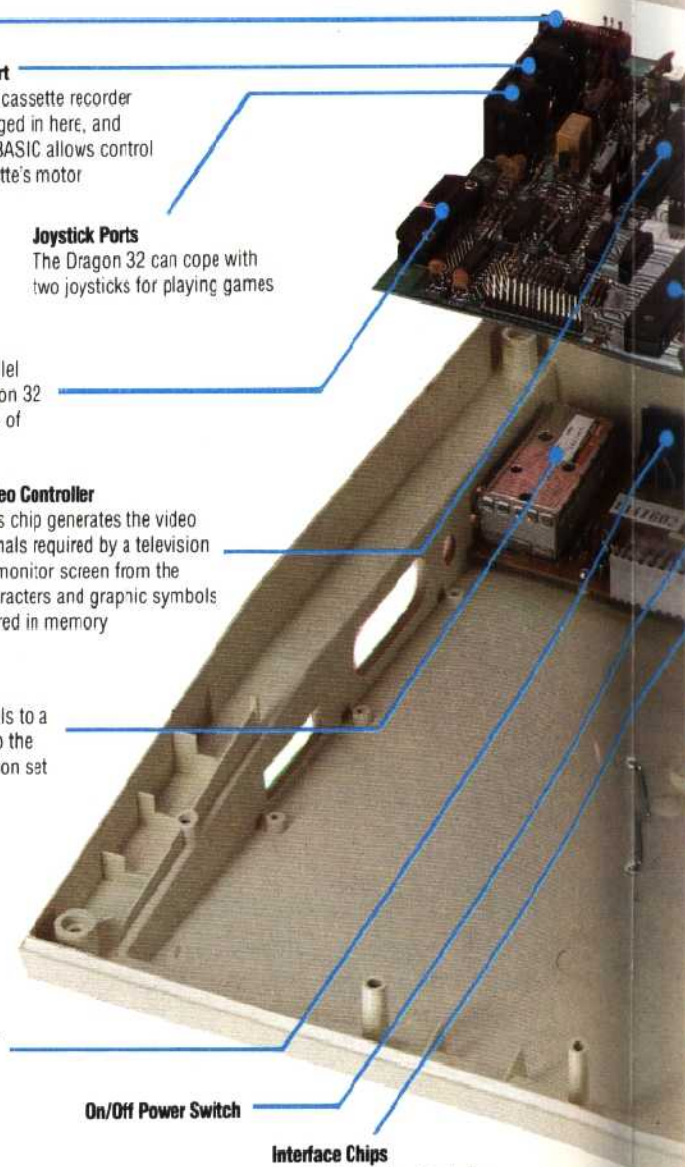 rt
cassette recorder
ged in here, and
BASIC allows control
tte's motor
Joystick Ports
The Dragon 32 can cope with
two joysticks for playing games
llel
on 32
of
eo Controller
s chip generates the video
nals required by a television
monitor screen from the
racters and graphic symbols
red in memory
ls to a
o the
on set
On/Off Power Switch
Interface Chips